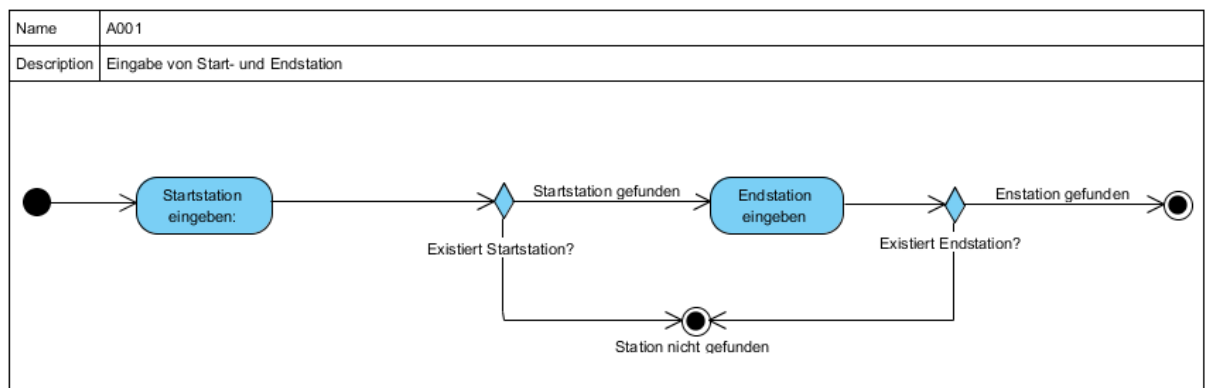 Name A001
Description Eingabe von Start- und Endstation
Startstation
eingeben:
Startstation gefunden
Endstation
eingeben
Enstation gefunden
Existiert Startstation?
Existiert Endstation?
Station nicht gefunden